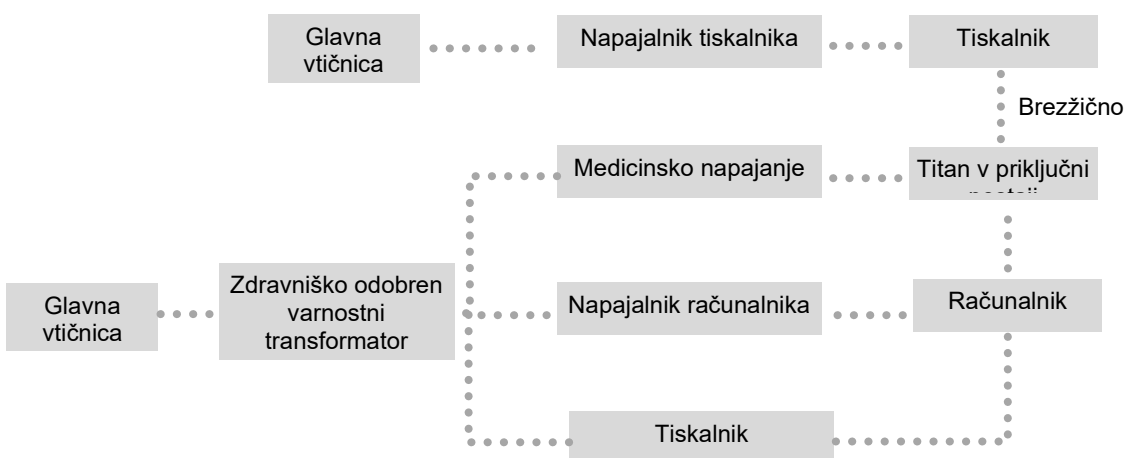 Glavna
vtičnica
Napajalnik tiskalnika
Tiskalnik
Brezžično
Medicinsko napajanje
Titan v priključni
Zdravniško odobren
varnostni
transformator
Glavna
vtičnica
Napajalnik računalnika
Računalnik
Tiskalnik